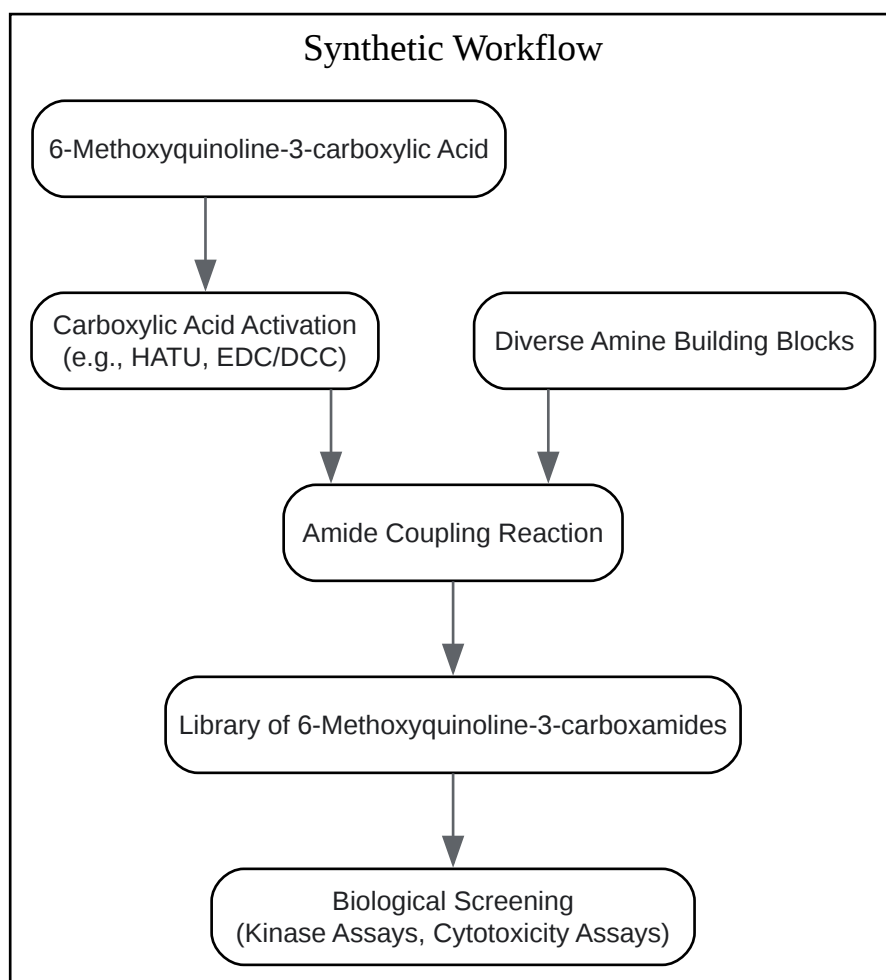 Synthetic Workflow
6-Methoxyquinoline-3-carboxylic Acid
Carboxylic Acid Activation
(e.g., HATU, EDC/DCC)
Diverse Amine Building Blocks
Amide Coupling Reaction
Library of 6-Methoxyquinoline-3-carboxamides
Biological Screening
(Kinase Assays, Cytotoxicity Assays)